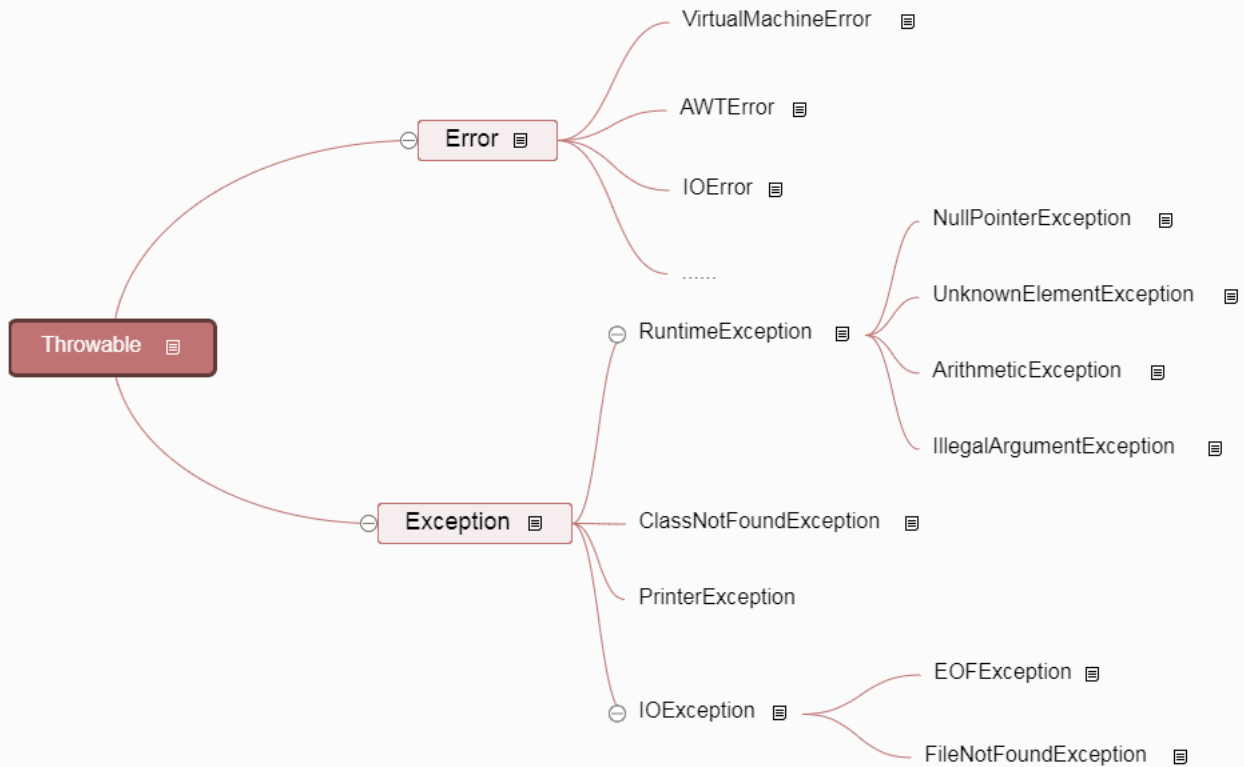 Throwable
Error
VirtualMachineError
AWTError
IOError
......
Exception
RuntimeException
NullPointerException
UnknownElementException
ArithmeticException
IllegalArgumentException
ClassNotFoundException
PrinterException
IOException
EOFException
FileNotFoundException